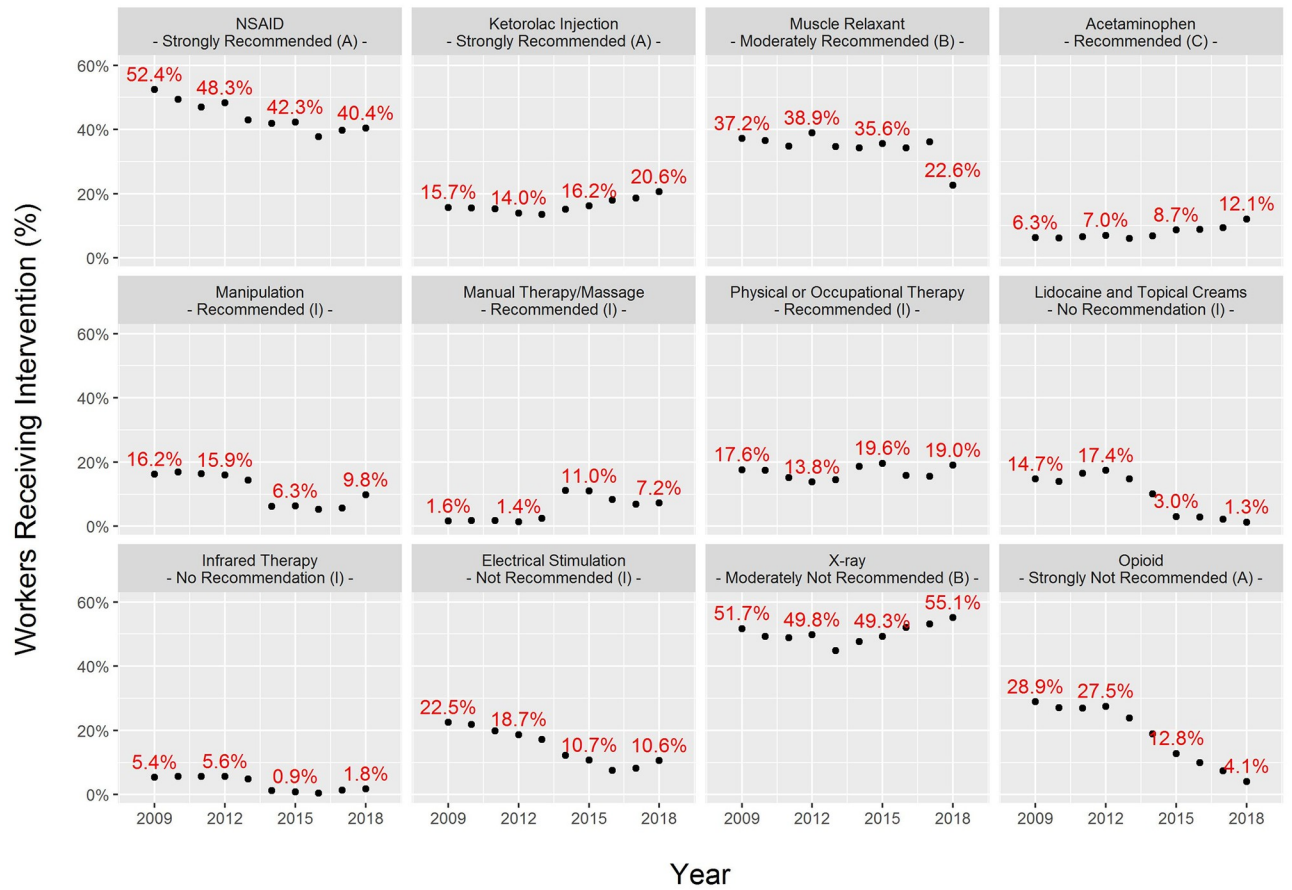 NSAID
- Strongly Recommended (A) -
Ketorolac Injection
- Strongly Recommended (A) -
Muscle Relaxant
- Moderately Recommended (B) -
Acetaminophen
- Recommended (C) -
60%
40%
20%
0%
52.4%
48.3%
42.3%
40.4%
15.7%
14.0%
16.2%
20.6%
37.2%
38.9%
35.6%
22.6%
6.3%
7.0%
8.7%
12.1%
Manipulation
- Recommended (I) -
Manual Therapy/Massage
- Recommended (I) -
Physical or Occupational Therapy
- Recommended (I) -
Lidocaine and Topical Creams
- No Recommendation (I) -
60%
40%
20%
0%
16.2%
15.9%
6.3%
9.8%
1.6%
1.4%
11.0%
7.2%
17.6%
13.8%
19.6%
19.0%
14.7%
17.4%
3.0%
1.3%
Infrared Therapy
- No Recommendation (I) -
Electrical Stimulation
- Not Recommended (I) -
X-ray
- Moderately Not Recommended (B) -
Opioid
- Strongly Not Recommended (A) -
60%
40%
20%
0%
5.4%
5.6%
0.9%
1.8%
22.5%
18.7%
10.7%
10.6%
51.7%
49.8%
49.3%
55.1%
28.9%
27.5%
12.8%
4.1%
2009 2012 2015 2018
2009 2012 2015 2018
2009 2012 2015 2018
2009 2012 2015 2018
Workers Receiving Intervention (%)
Year